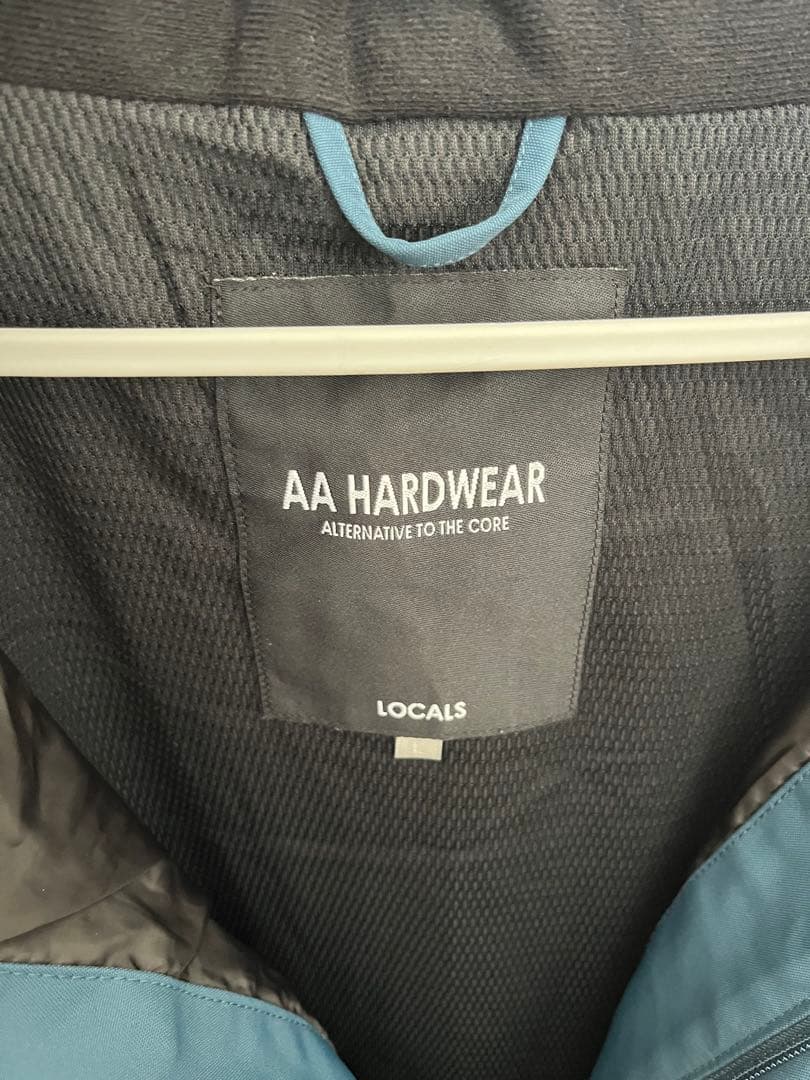 AA HARDWEAR
ALTERNATIVE TO THE CORE
LOCALS
L